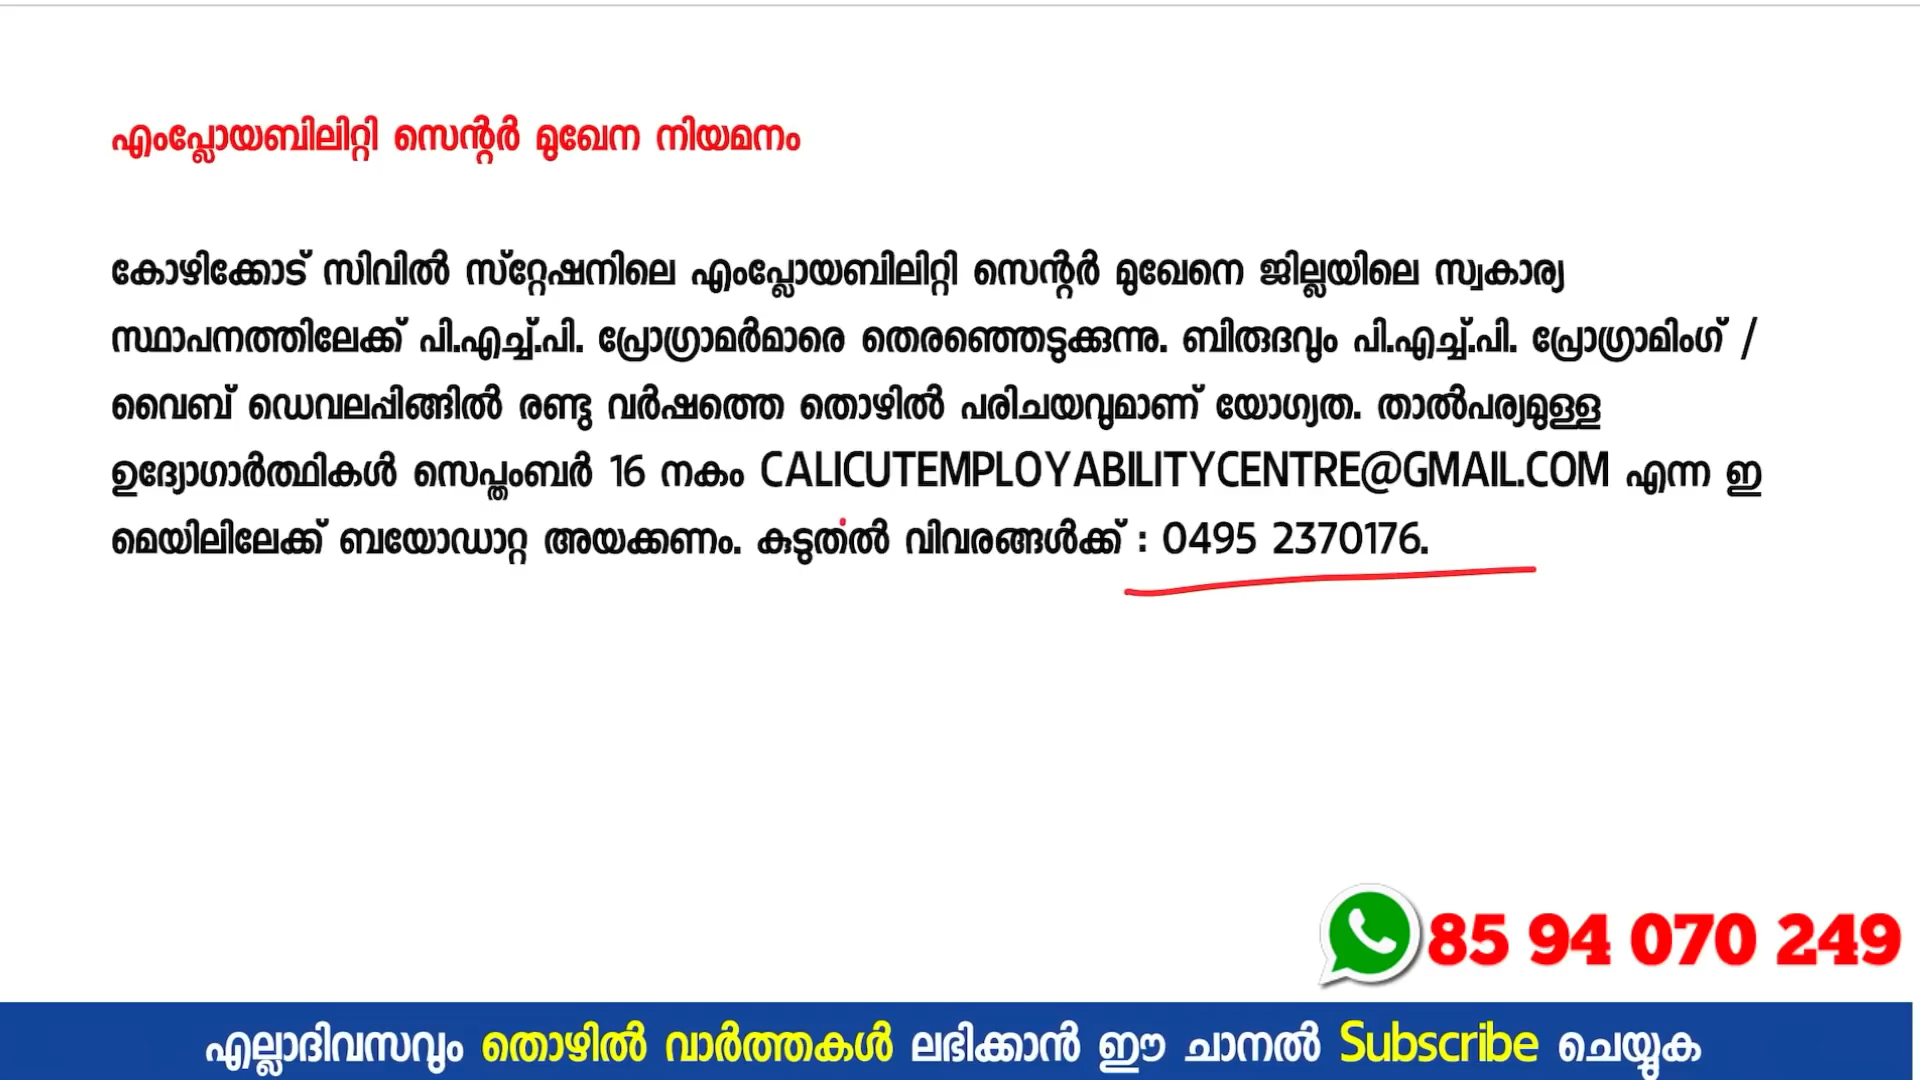 എംപ്ലോയബിലിറ്റി സെന്റർ മുഖേന നിയമനം
കോഴിക്കോട് സിവിൽ സ്റ്റേഷനിലെ എംപ്ലോയബിലിറ്റി സെന്റർ മുഖേനെ ജില്ലയിലെ സ്വകാര്യ
സ്ഥാപനത്തിലേക്ക് പി.എച്ച്.പി. പ്രോഗ്രാമർമാരെ തെരഞ്ഞെടുക്കുന്നു. ബിരുദവും പി.എച്ച്.പി. പ്രോഗ്രാമിംഗ് /
വൈബ് ഡെവലപ്പിങ്ങിൽ രണ്ടു വർഷത്തെ തൊഴിൽ പരിചയവുമാണ് യോഗ്യത. താൽപര്യമുള്ള
ഉദ്യോഗാർത്ഥികൾ സെപ്തംബർ 16 നകം CALICUTEMPLOYABILITYCENTRE@GMAIL.COM എന്ന ഇ
മെയിലിലേക്ക് ബയോഡാറ്റ അയക്കണം. കുടുതൽ വിവരങ്ങൾക്ക് : 0495 2370176.
85 94 070 249
എല്ലാദിവസവും തൊഴിൽ വാർത്തകൾ ലഭിക്കാൻ ഈ ചാനൽ Subscribe ചെയ്യുക